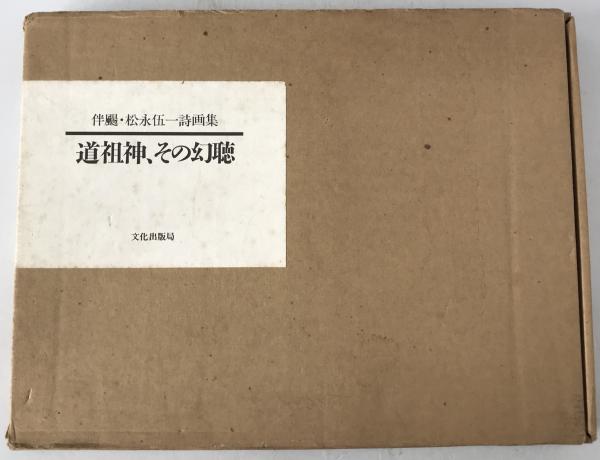 伴颺・松永伍一詩画集
道祖神、その幻聴
文化出版局